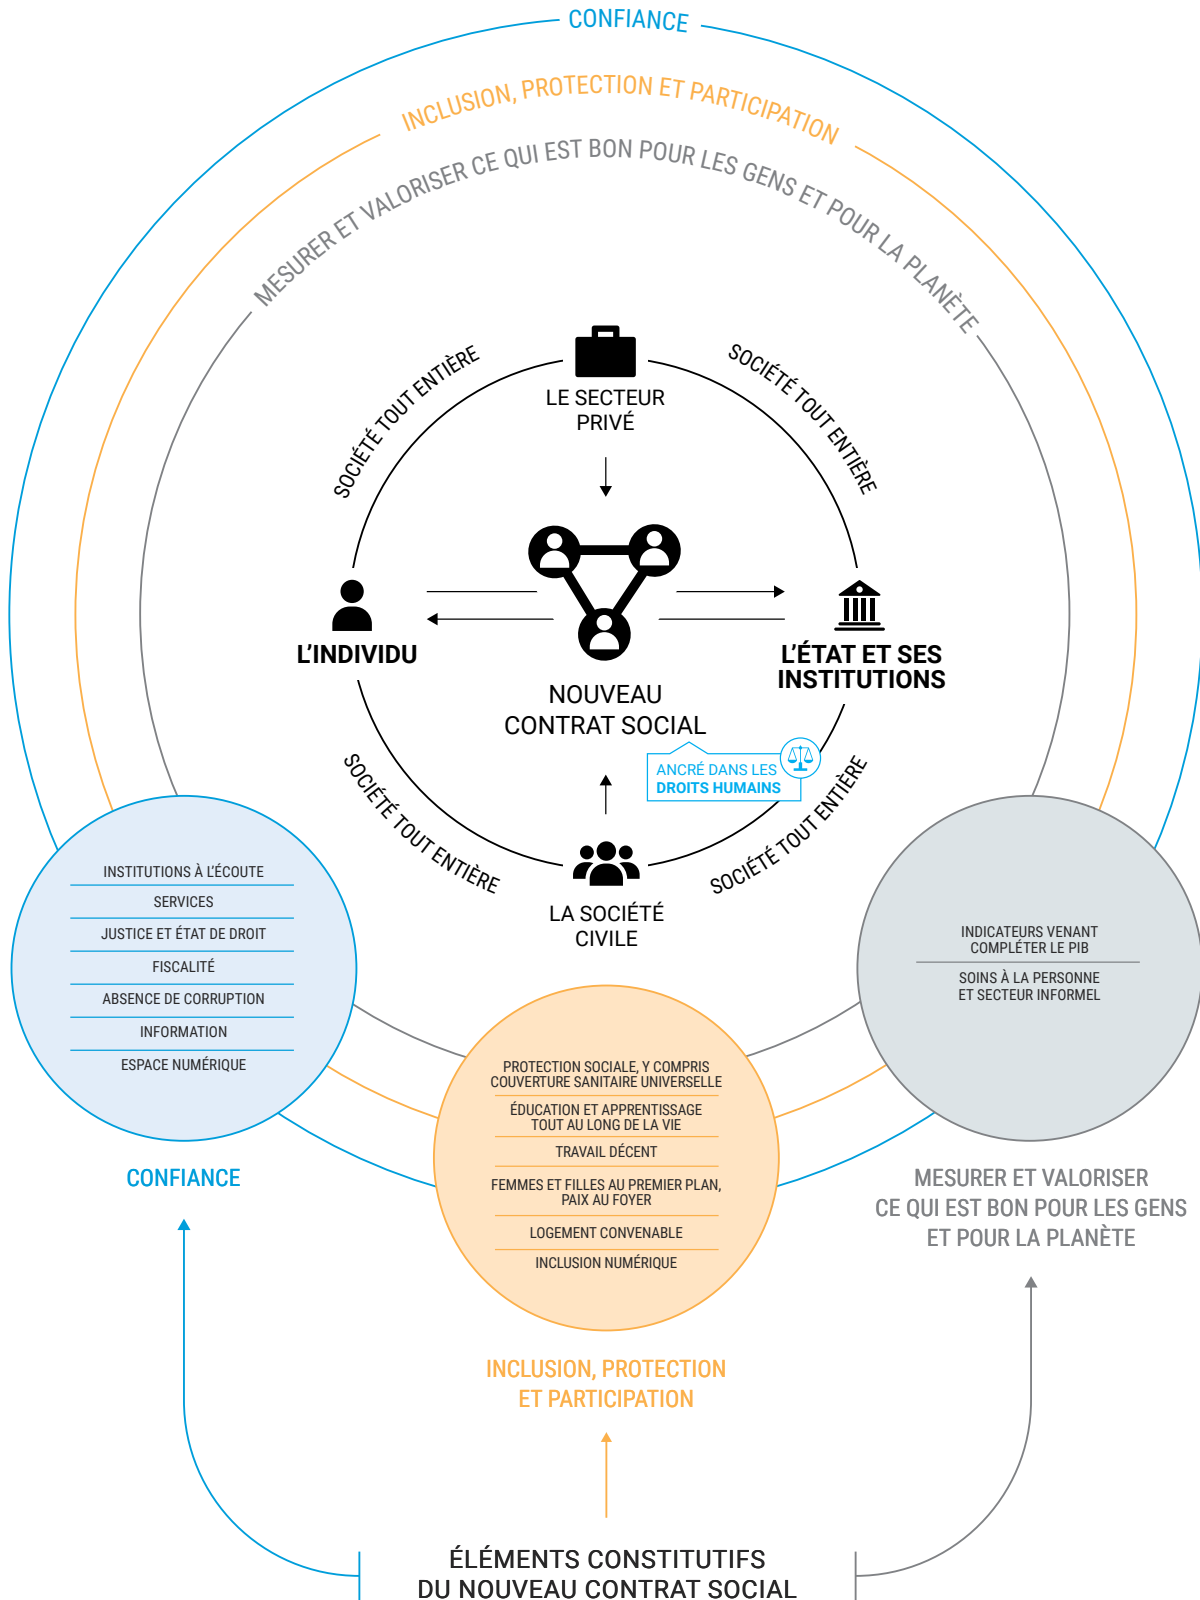 CONFIANCE
INCLUSION, PROTECTION ET PARTICIPATION
MESURER ET VALORISER CE QUI EST BON POUR LES GENS ET POUR LA PLANÈTE
SOCIÉTÉ TOUT ENTIÈRE
SOCIÉTÉ TOUT ENTIÈRE
LE SECTEUR
PRIVÉ
L'INDIVIDU
L'ÉTAT ET SES
INSTITUTIONS
NOUVEAU
CONTRAT SOCIAL
ANCRÉ DANS LES
DROITS HUMAINS
SOCIÉTÉ TOUT ENTIÈRE
SOCIÉTÉ TOUT ENTIÈRE
LA SOCIÉTÉ
CIVILE
INSTITUTIONS À L'ÉCOUTE
SERVICES
JUSTICE ET ÉTAT DE DROIT
FISCALITÉ
ABSENCE DE CORRUPTION
INFORMATION
ESPACE NUMÉRIQUE
CONFIANCE
PROTECTION SOCIALE, Y COMPRIS
COUVERTURE SANITAIRE UNIVERSELLE
ÉDUCATION ET APPRENTISSAGE
TOUT AU LONG DE LA VIE
TRAVAIL DÉCENT
FEMMES ET FILLES AU PREMIER PLAN,
PAIX AU FOYER
LOGEMENT CONVENABLE
INCLUSION NUMÉRIQUE
INCLUSION, PROTECTION
ET PARTICIPATION
INDICATEURS VENANT
COMPLÉTER LE PIB
SOINS À LA PERSONNE
ET SECTEUR INFORMEL
MESURER ET VALORISER
CE QUI EST BON POUR LES GENS
ET POUR LA PLANÈTE
ÉLÉMENTS CONSTITUTIFS
DU NOUVEAU CONTRAT SOCIAL